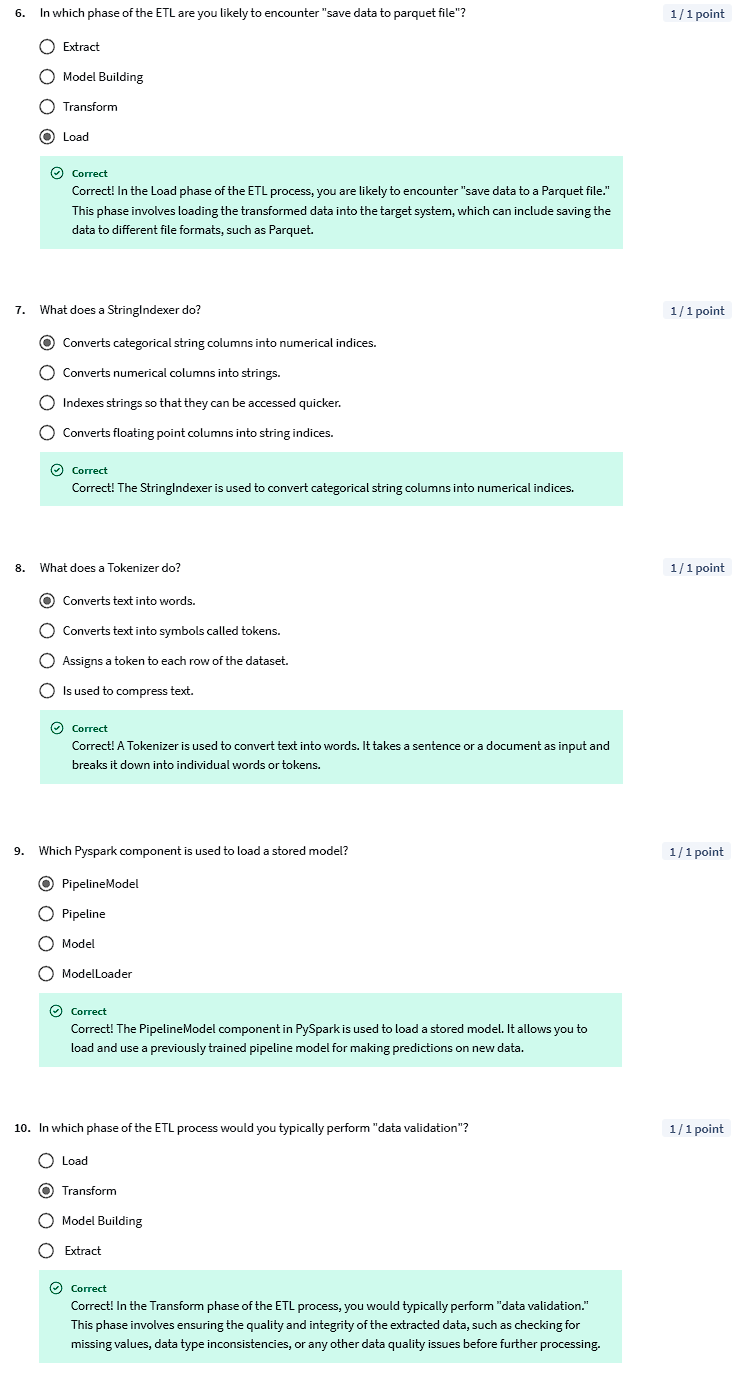 6. In which phase of the ETL are you likely to encounter "save data to parquet file"? 1 / 1 point
Extract
Model Building
Transform
Load
Correct
Correct! In the Load phase of the ETL process, you are likely to encounter "save data to a Parquet file."
This phase involves loading the transformed data into the target system, which can include saving the
data to different file formats, such as Parquet.
7. What does a StringIndexer do? 1 / 1 point
Converts categorical string columns into numerical indices.
Converts numerical columns into strings.
Indexes strings so that they can be accessed quicker.
Converts floating point columns into string indices.
Correct
Correct! The StringIndexer is used to convert categorical string columns into numerical indices.
8. What does a Tokenizer do? 1 / 1 point
Converts text into words.
Converts text into symbols called tokens.
Assigns a token to each row of the dataset.
Is used to compress text.
Correct
Correct! A Tokenizer is used to convert text into words. It takes a sentence or a document as input and
breaks it down into individual words or tokens.
9. Which Pyspark component is used to load a stored model? 1 / 1 point
PipelineModel
Pipeline
Model
ModelLoader
Correct
Correct! The PipelineModel component in PySpark is used to load a stored model. It allows you to
load and use a previously trained pipeline model for making predictions on new data.
10. In which phase of the ETL process would you typically perform "data validation"? 1 / 1 point
Load
Transform
Model Building
Extract
Correct
Correct! In the Transform phase of the ETL process, you would typically perform "data validation."
This phase involves ensuring the quality and integrity of the extracted data, such as checking for
missing values, data type inconsistencies, or any other data quality issues before further processing.